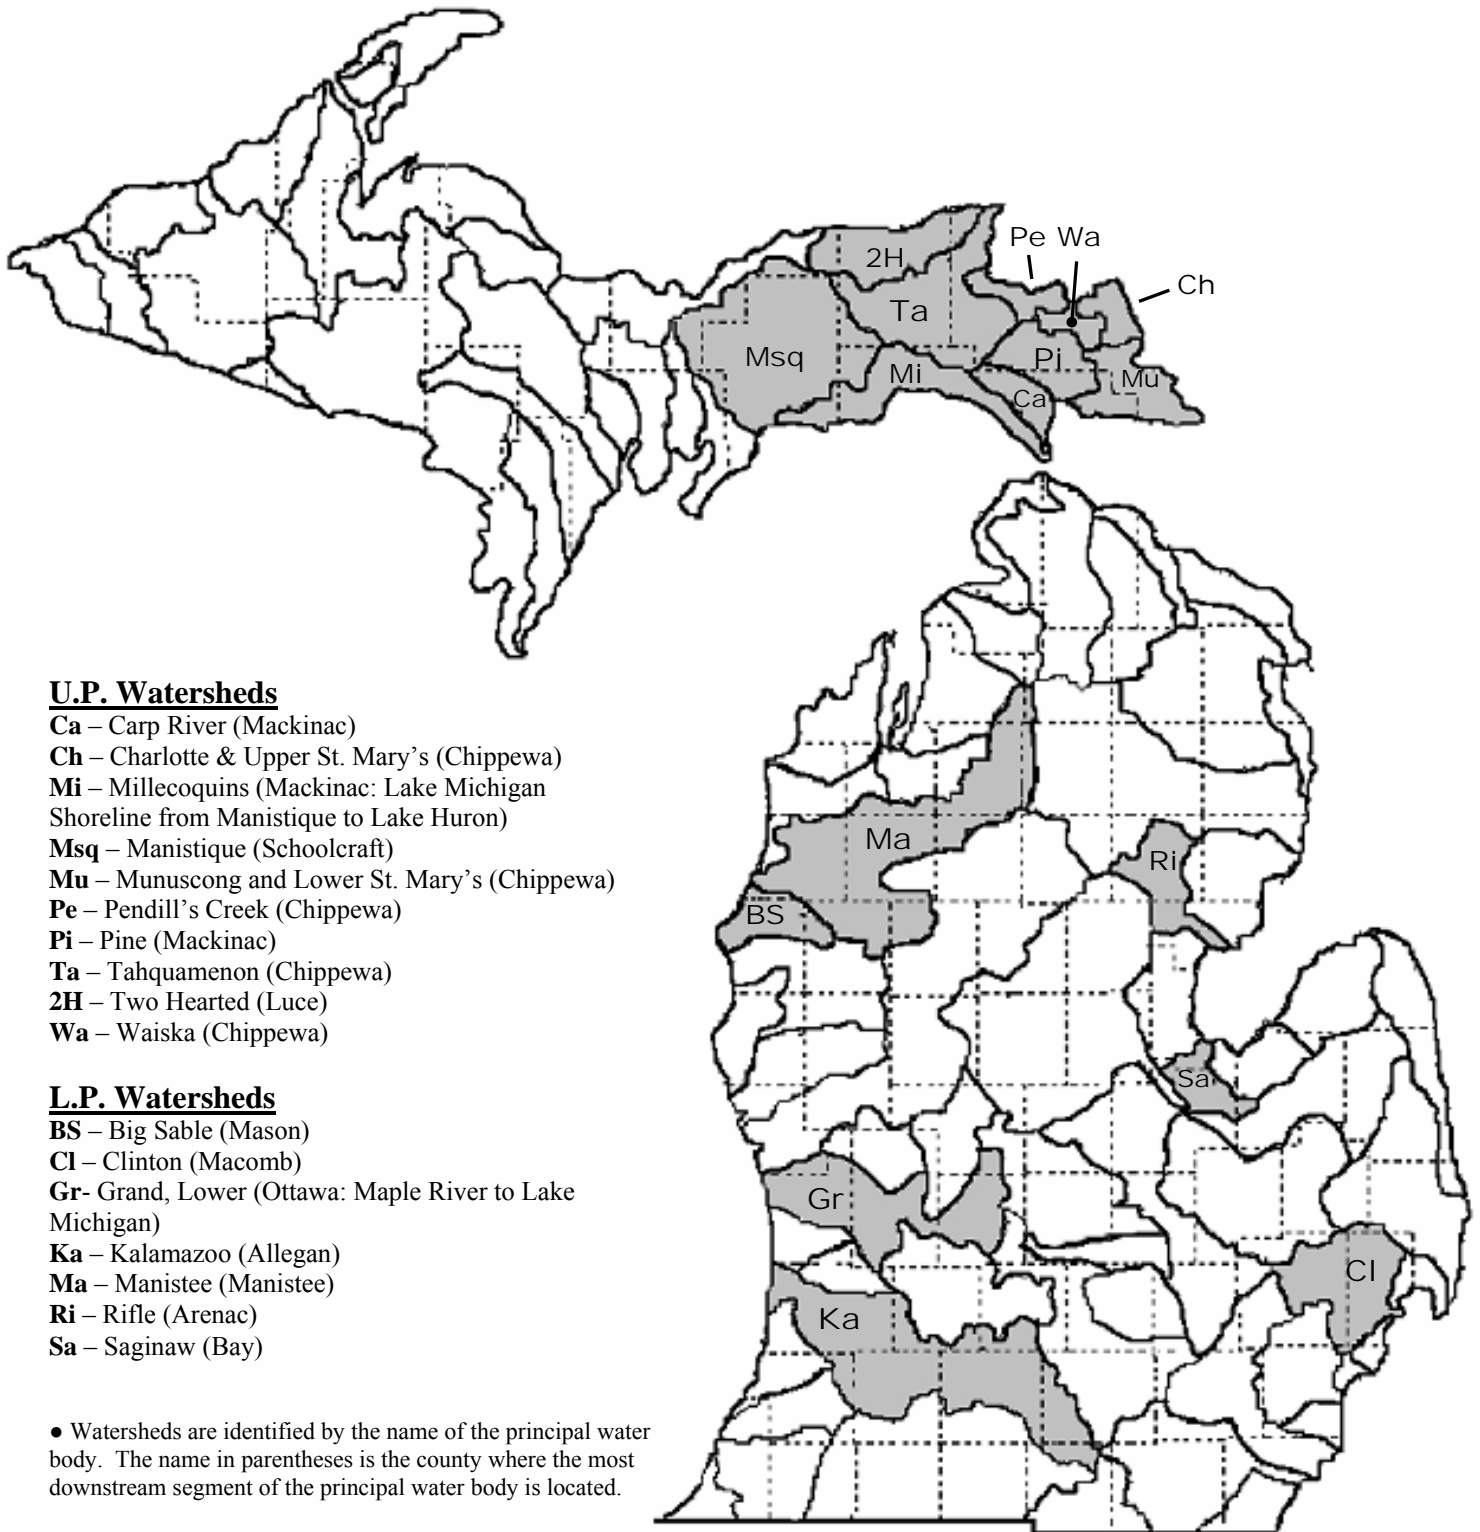 Pe Wa
2H
Ch
Ta
Msq
Pi
Mi
Mu
Ca
U.P. Watersheds
Ca – Carp River (Mackinac)
Ch – Charlotte & Upper St. Mary’s (Chippewa)
Mi – Millecoquins (Mackinac: Lake Michigan
Shoreline from Manistique to Lake Huron)
Msq – Manistique (Schoolcraft)
Mu – Munuscong and Lower St. Mary’s (Chippewa)
Pe – Pendill’s Creek (Chippewa)
Pi – Pine (Mackinac)
Ta – Tahquamenon (Chippewa)
2H – Two Hearted (Luce)
Wa – Waiska (Chippewa)
L.P. Watersheds
BS – Big Sable (Mason)
Cl – Clinton (Macomb)
Gr- Grand, Lower (Ottawa: Maple River to Lake
Michigan)
Ka – Kalamazoo (Allegan)
Ma – Manistee (Manistee)
Ri – Rifle (Arenac)
Sa – Saginaw (Bay)
● Watersheds are identified by the name of the principal water
body.  The name in parentheses is the county where the most
downstream segment of the principal water body is located.
Ma
Ri
BS
Sa
Gr
Cl
Ka